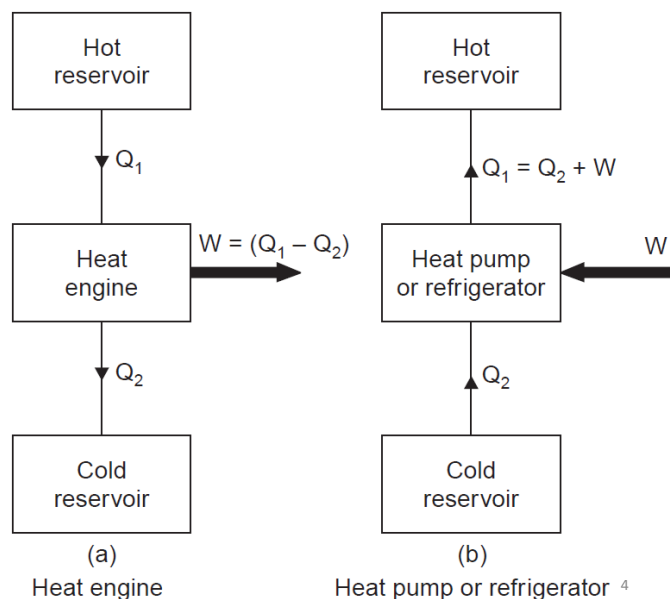 Hot
reservoir
Q₁
Heat
engine
W = (Q₁ – Q₂)
Q₂
Cold
reservoir
(a)
Heat engine
Hot
reservoir
Q₁ = Q₂ + W
Heat pump
or refrigerator
W
Q₂
Cold
reservoir
(b)
Heat pump or refrigerator
4